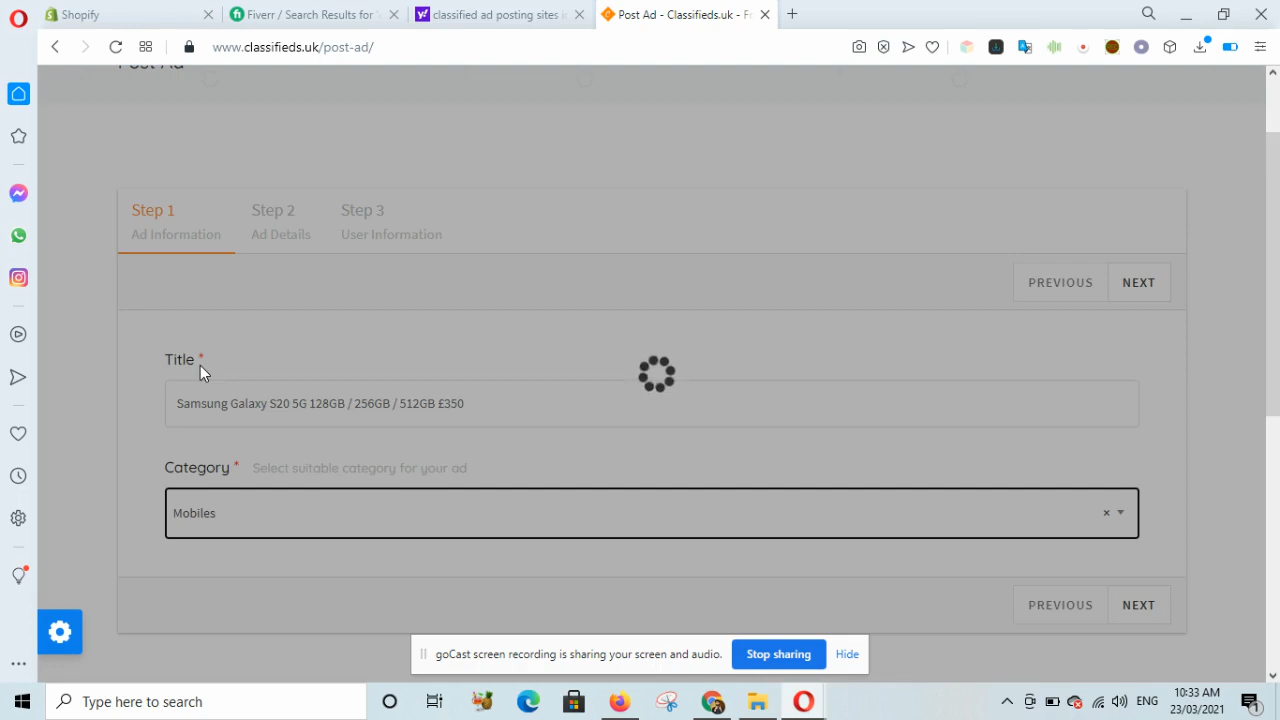 Shopify
Fiverr / Search Results for '
classified ad posting sites in
Post Ad - Classifieds.uk - Fr
www.classifieds.uk/post-ad/
Post Ad
Step 1
Ad Information
Step 2
Ad Details
Step 3
User Information
PREVIOUS
NEXT
Title *
Samsung Galaxy S20 5G 128GB / 256GB / 512GB £350
Category * Select suitable category for your ad
Mobiles
PREVIOUS
NEXT
goCast screen recording is sharing your screen and audio.
Stop sharing
Hide
Type here to search
ENG
10:33 AM
23/03/2021
1